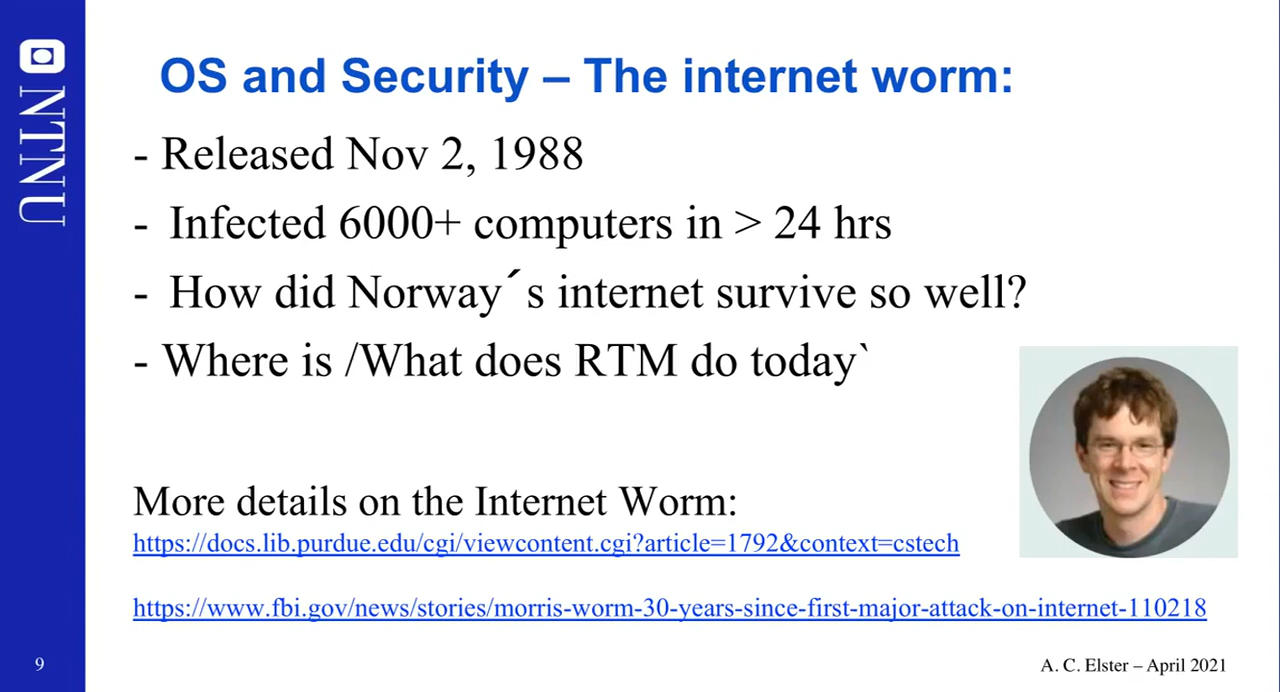 NTNU
OS and Security – The internet worm:
- Released Nov 2, 1988
- Infected 6000+ computers in > 24 hrs
- How did Norway´s internet survive so well?
- Where is /What does RTM do today`
More details on the Internet Worm:
https://docs.lib.purdue.edu/cgi/viewcontent.cgi?article=1792&context=cstech
https://www.fbi.gov/news/stories/morris-worm-30-years-since-first-major-attack-on-internet-110218
9
A. C. Elster – April 2021